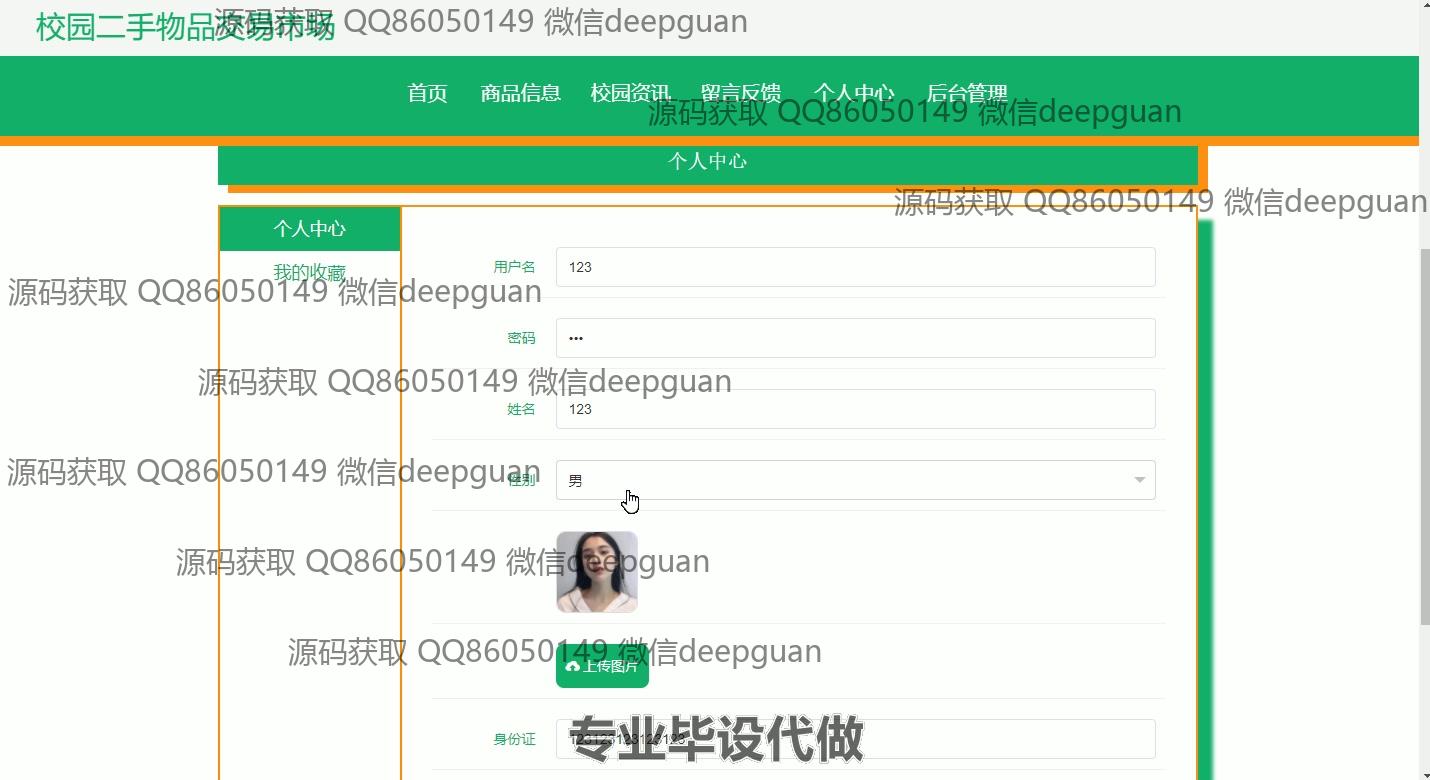 校园二手物品交易市场
源码获取 QQ86050149 微信deepguan
首页 商品信息 校园资讯 留言反馈 个人中心 后台管理
源码获取 QQ86050149 微信deepguan
个人中心
源码获取 QQ86050149 微信deepguan
个人中心
用户名 123
我的收藏
源码获取 QQ86050149 微信deepguan
密码 •••
源码获取 QQ86050149 微信deepguan
姓名 123
源码获取 QQ86050149 微信deepguan
性别 男
源码获取 QQ86050149 微信deepguan
源码获取 QQ86050149 微信deepguan
上传图片
身份证 123123123123123
专业毕设代做